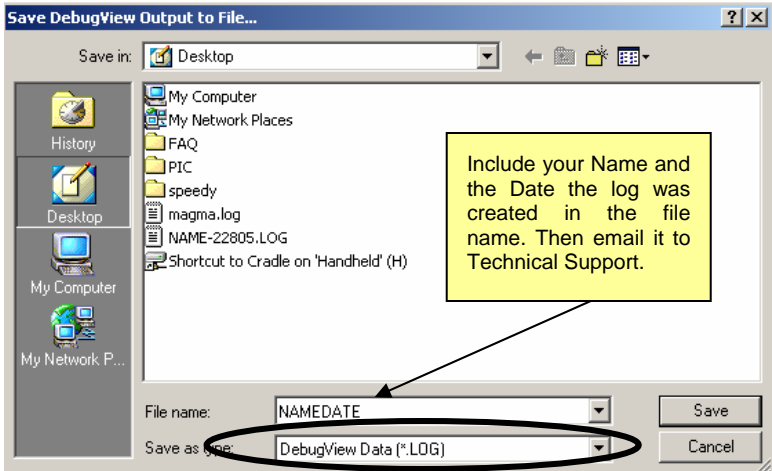 Save DebugView Output to File...
Save in:
Desktop
History
Desktop
My Computer
My Network P...
My Computer
My Network Places
FAQ
PIC
speedy
magma.log
NAME-22805.LOG
Shortcut to Cradle on 'Handheld' (H)
Include your Name and
the Date the log was
created in the file
name. Then email it to
Technical Support.
File name:
NAMEDATE
Save
Save as type:
DebugView Data (*.LOG)
Cancel